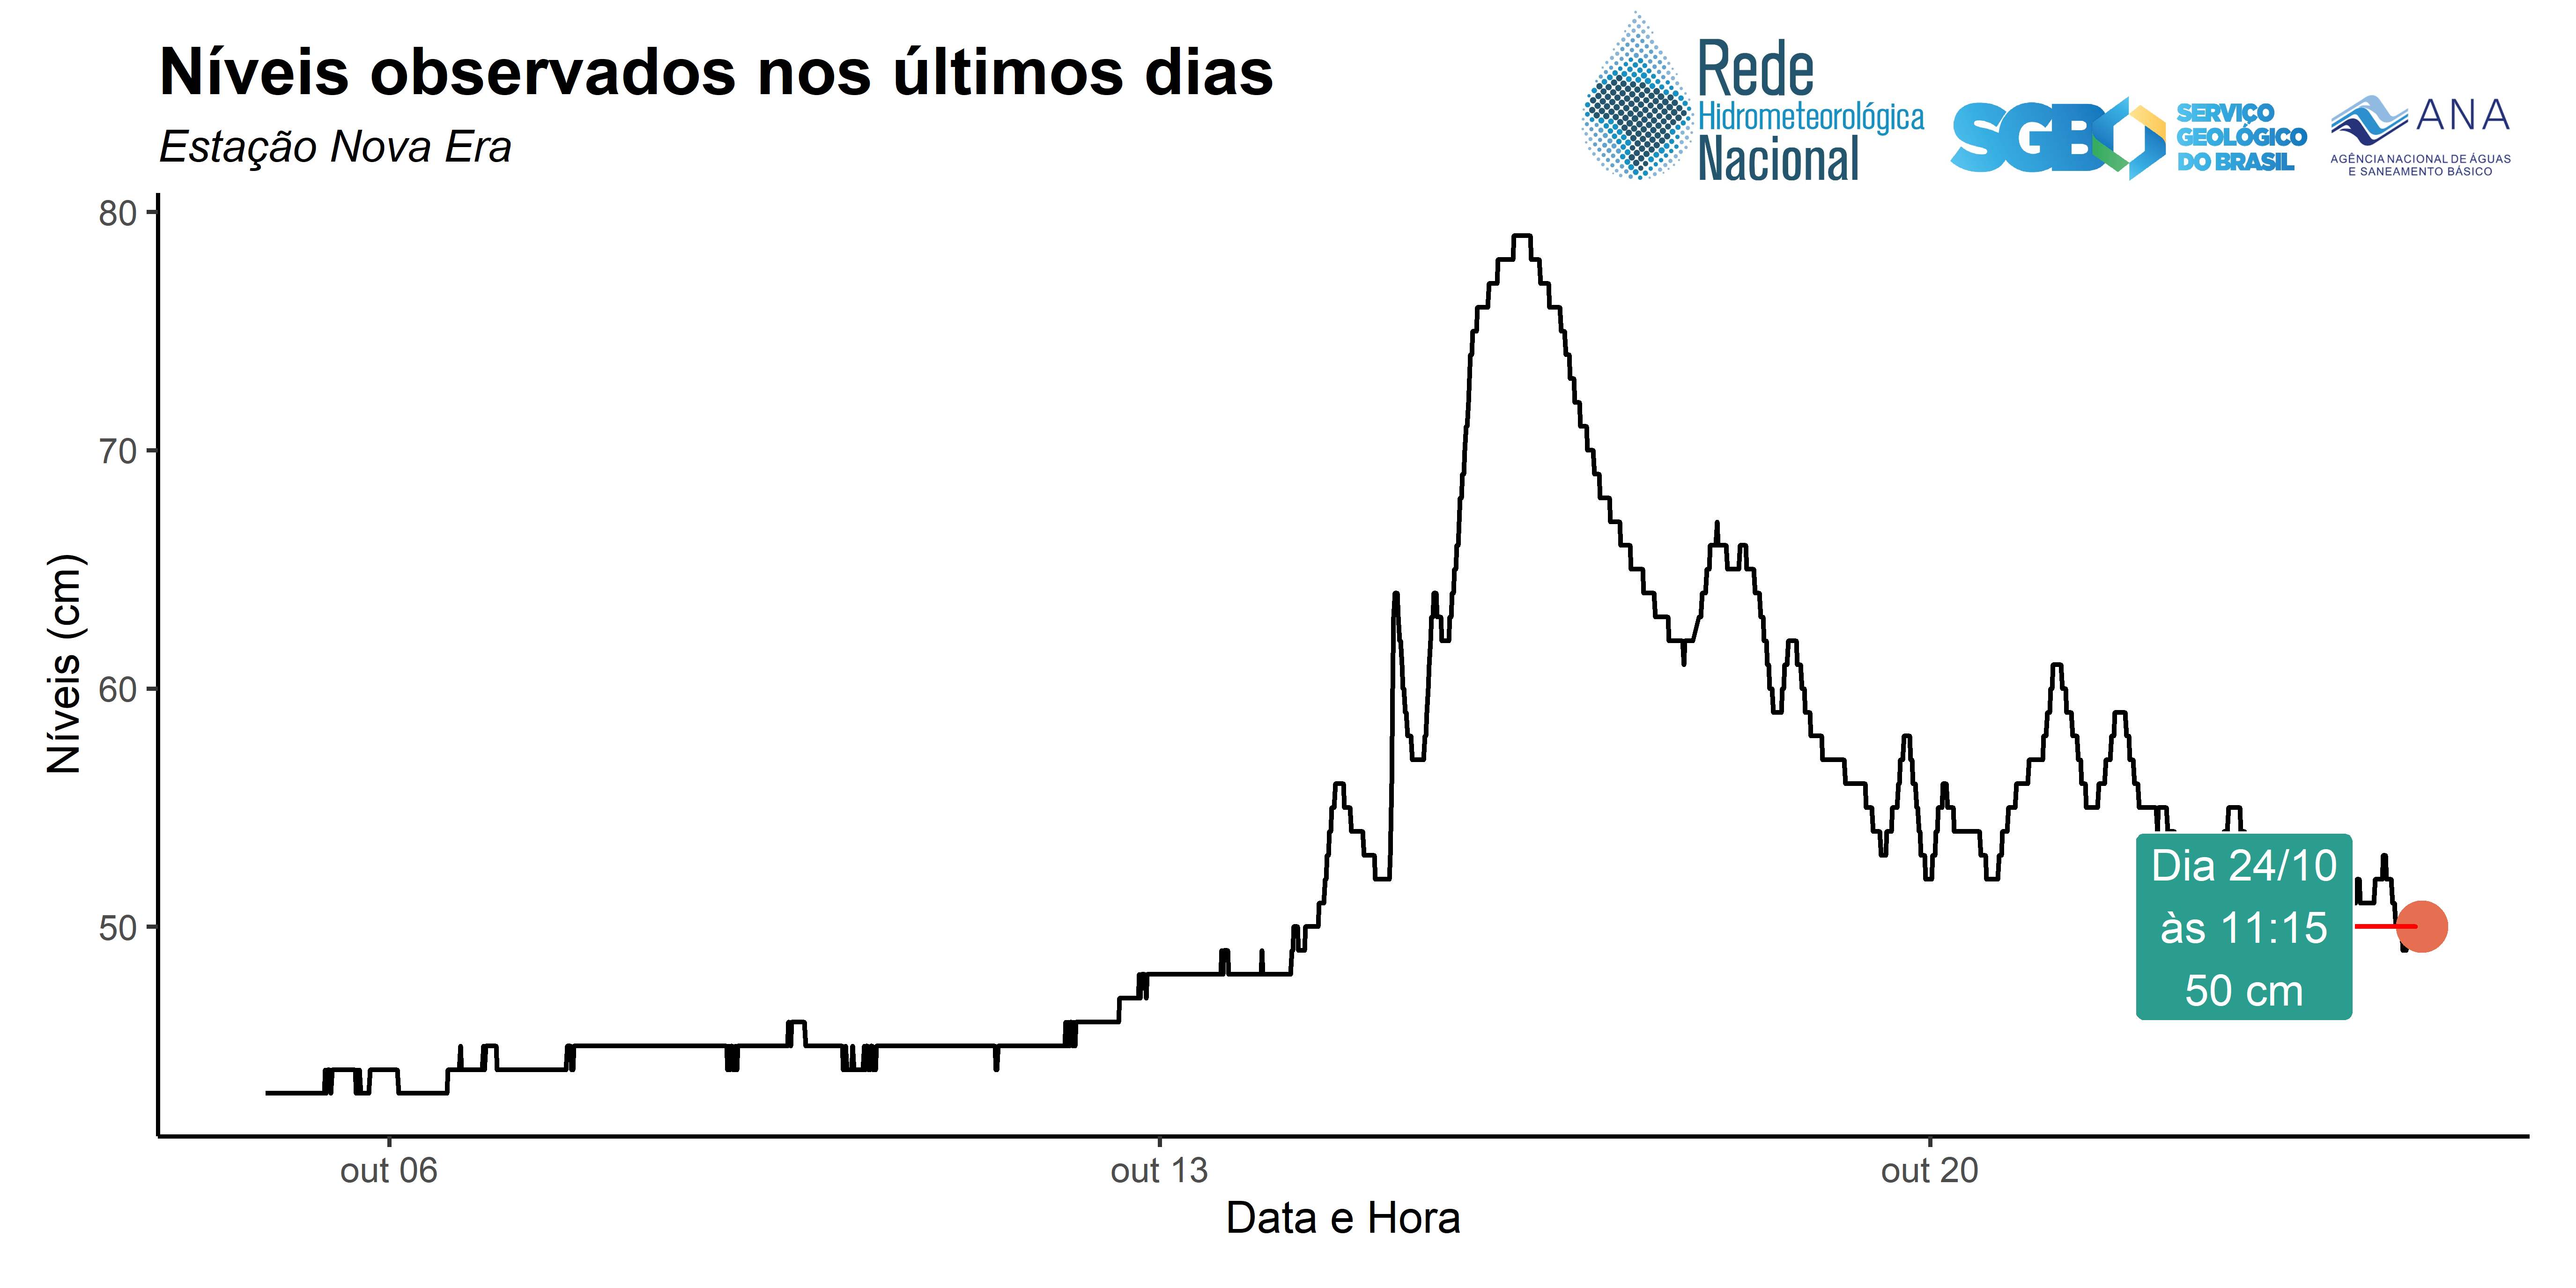 Níveis observados nos últimos dias
Estação Nova Era
Rede
Hidrometeorológica
Nacional
SGB
SERVIÇO
GEOLÓGICO
DO BRASIL
ANA
AGÊNCIA NACIONAL DE ÁGUAS
E SANEAMENTO BÁSICO
Níveis (cm)
80
70
60
50
Dia 24/10
às 11:15
50 cm
out 06
out 13
out 20
Data e Hora